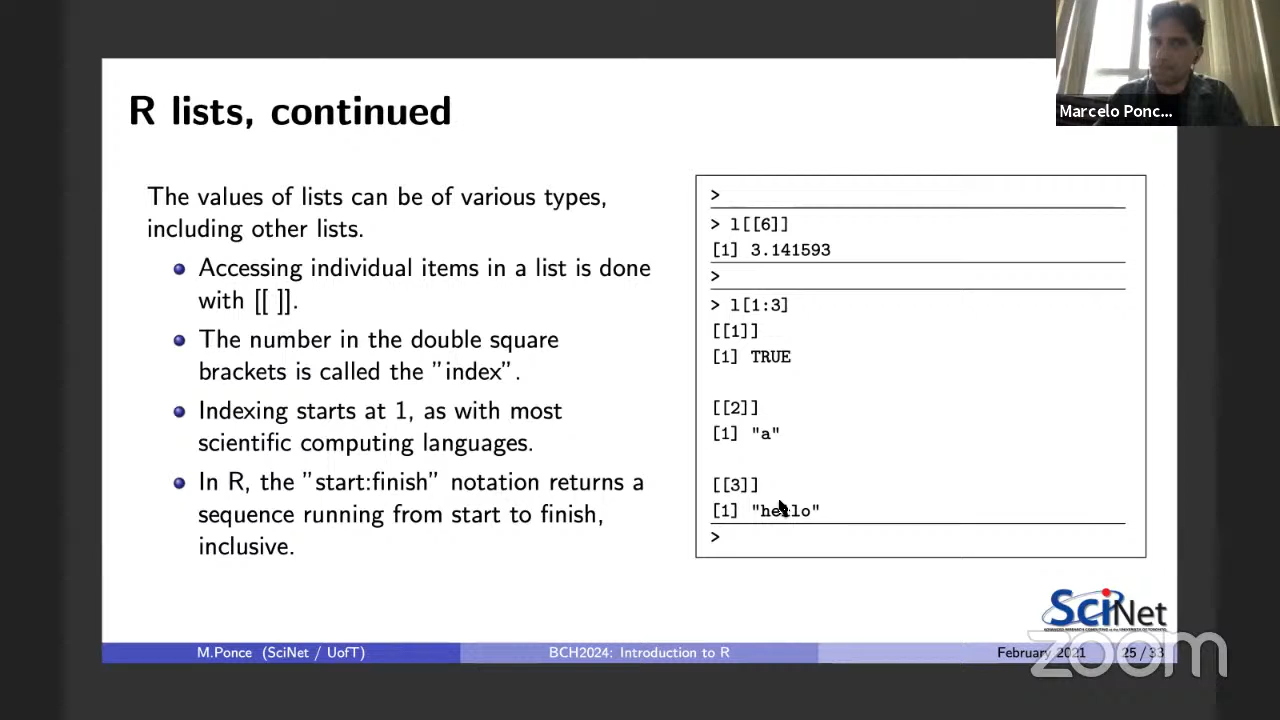 R lists, continued
Marcelo Ponc...
The values of lists can be of various types,
including other lists.
Accessing individual items in a list is done
with [[ ]].
The number in the double square
brackets is called the "index".
Indexing starts at 1, as with most
scientific computing languages.
In R, the "start:finish" notation returns a
sequence running from start to finish,
inclusive.
>
> l[[6]]
[1] 3.141593
>
> l[1:3]
[[1]]
[1] TRUE
[[2]]
[1] "a"
[[3]]
[1] "hello"
>
SciNet
M.Ponce (SciNet / UofT)
BCH2024: Introduction to R
February 2021
25 / 33
zoom